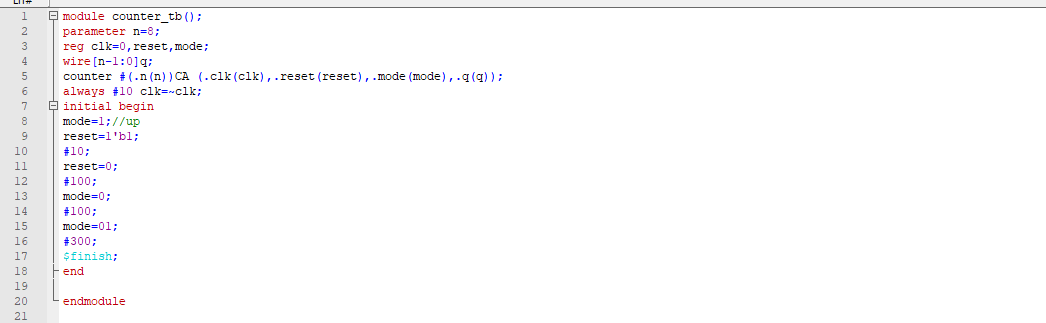 Ln#
1 module counter_tb();
2 parameter n=8;
3 reg clk=0,reset,mode;
4 wire[n-1:0]q;
5 counter #(.n(n))CA (.clk(clk),.reset(reset),.mode(mode),.q(q));
6 always #10 clk=~clk;
7 initial begin
8 mode=1;//up
9 reset=1'b1;
10 #10;
11 reset=0;
12 #100;
13 mode=0;
14 #100;
15 mode=01;
16 #300;
17 $finish;
18 end
19
20 endmodule
21